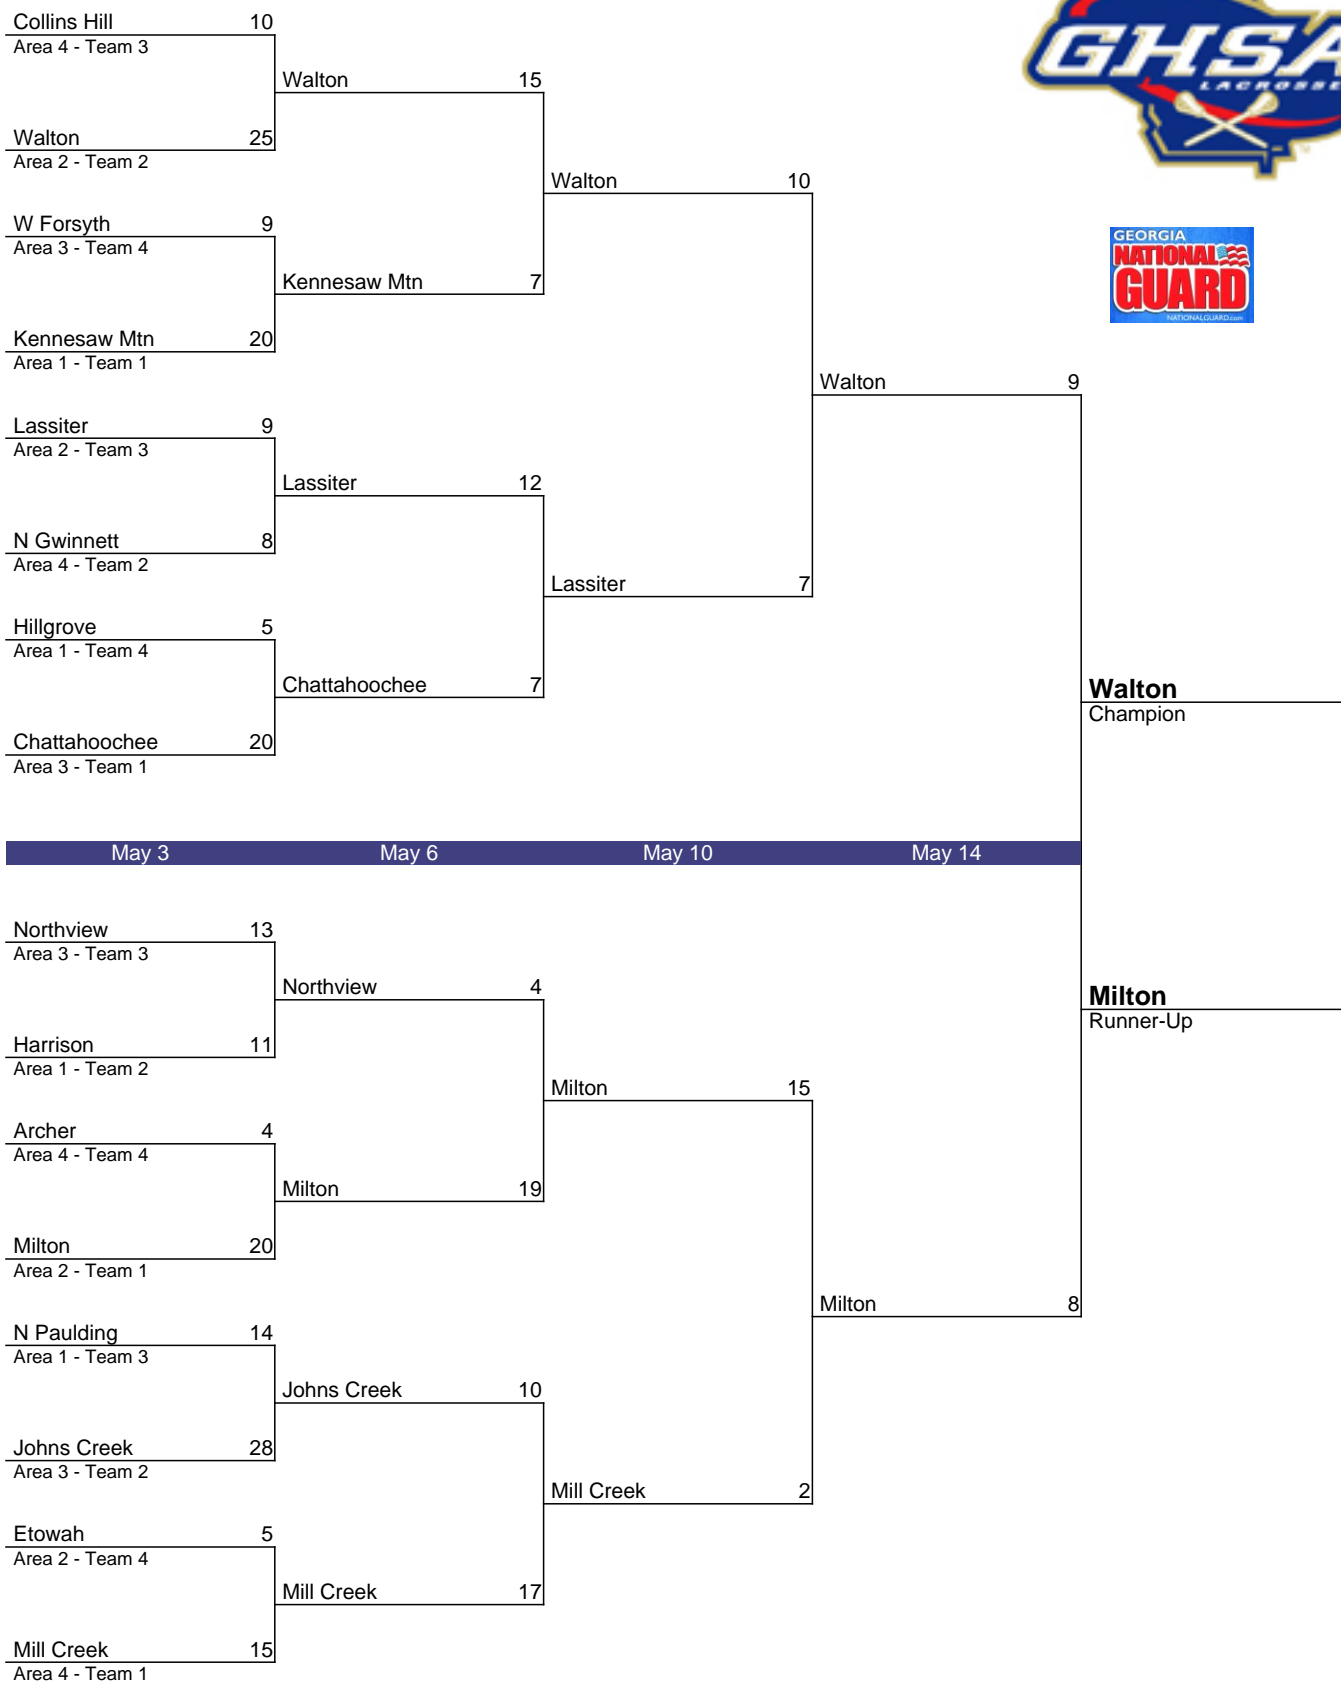 GHSA
LACROSSE
Collins Hill 10
Area 4 - Team 3
Walton 15
Walton 25
Area 2 - Team 2
Walton 10
W Forsyth 9
Area 3 - Team 4
GEORGIA
NATIONAL
GUARD
NATIONALGUARD.com
Kennesaw Mtn 7
Kennesaw Mtn 20
Area 1 - Team 1
Walton 9
Lassiter 9
Area 2 - Team 3
Lassiter 12
N Gwinnett 8
Area 4 - Team 2
Lassiter 7
Hillgrove 5
Area 1 - Team 4
Chattahoochee 7
Walton
Champion
Chattahoochee 20
Area 3 - Team 1
May 3 May 6 May 10 May 14
Northview 13
Area 3 - Team 3
Northview 4
Milton
Runner-Up
Harrison 11
Area 1 - Team 2
Milton 15
Archer 4
Area 4 - Team 4
Milton 19
Milton 20
Area 2 - Team 1
Milton 8
N Paulding 14
Area 1 - Team 3
Johns Creek 10
Johns Creek 28
Area 3 - Team 2
Mill Creek 2
Etowah 5
Area 2 - Team 4
Mill Creek 17
Mill Creek 15
Area 4 - Team 1